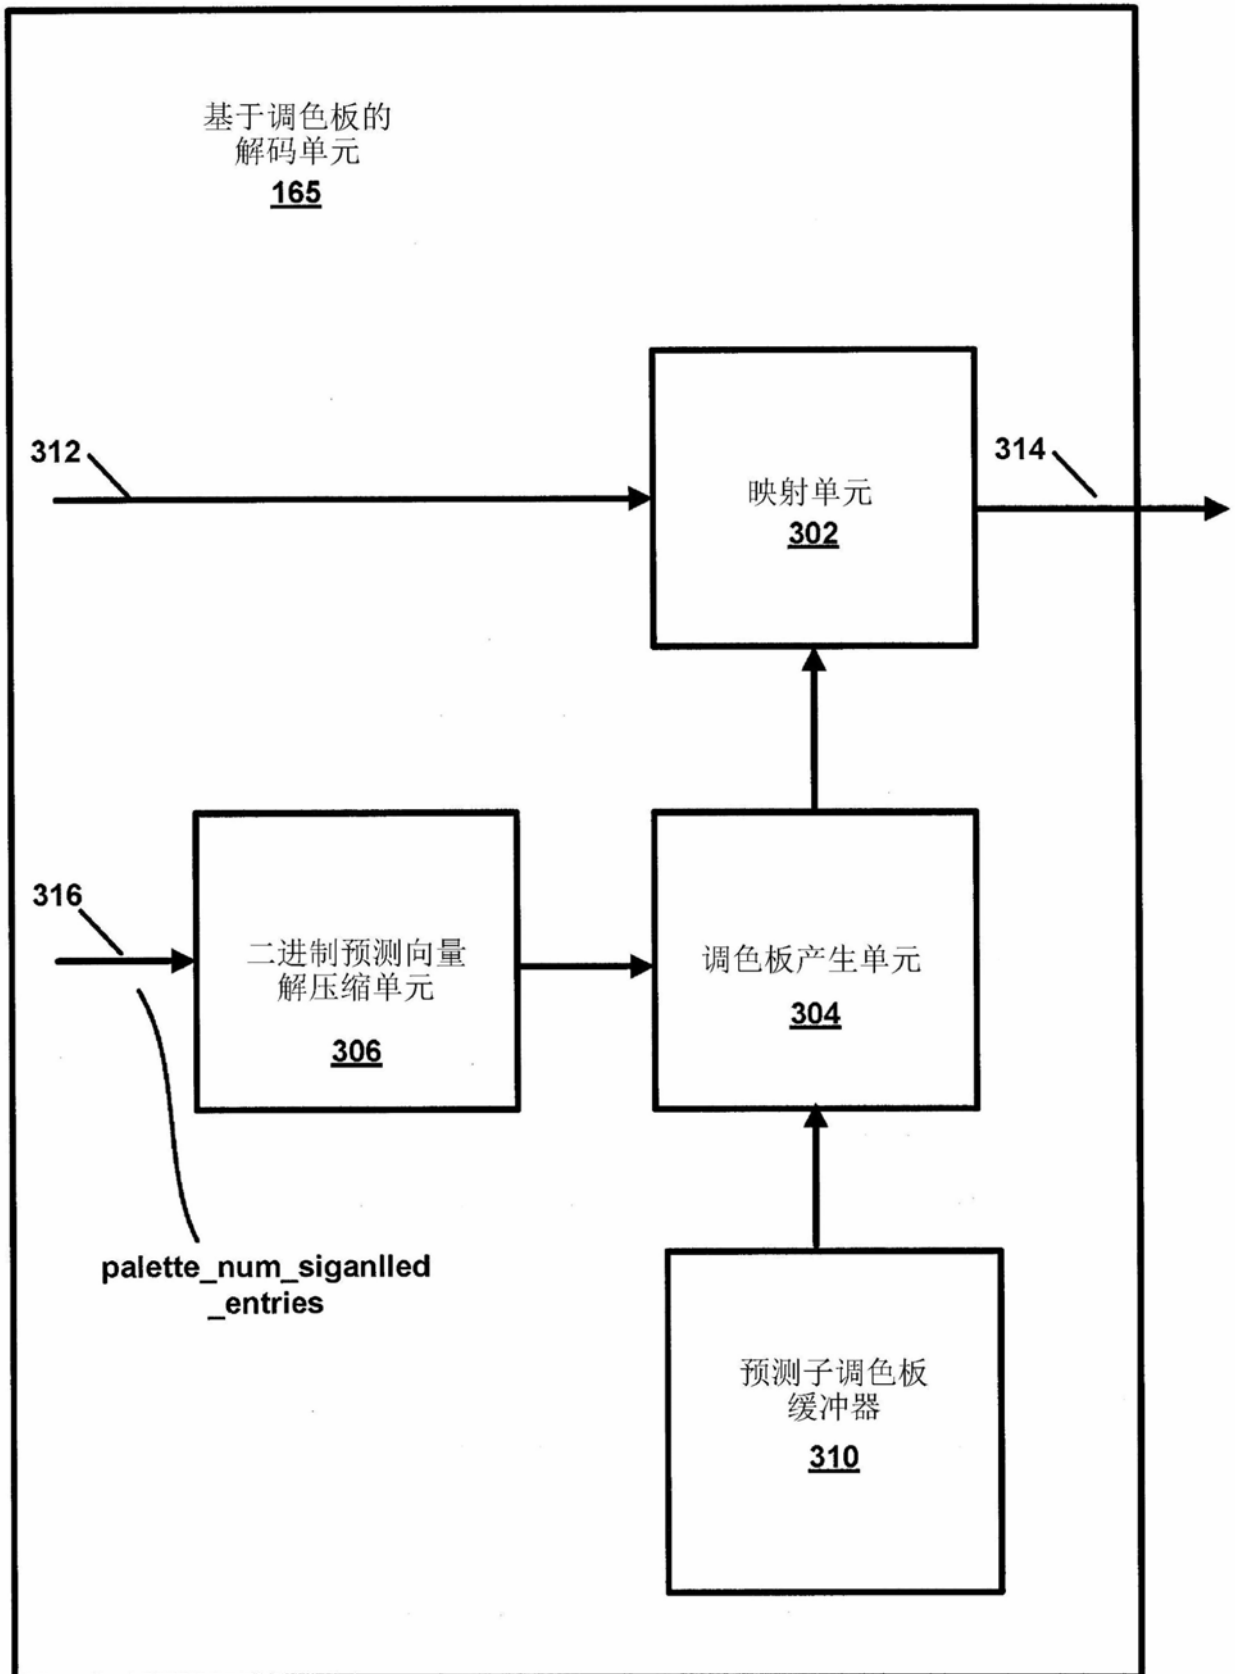 基于调色板的
解码单元
165
312
映射单元
302
314
316
二进制预测向量
解压缩单元
306
调色板产生单元
304
palette_num_siganlled
_entries
预测子调色板
缓冲器
310